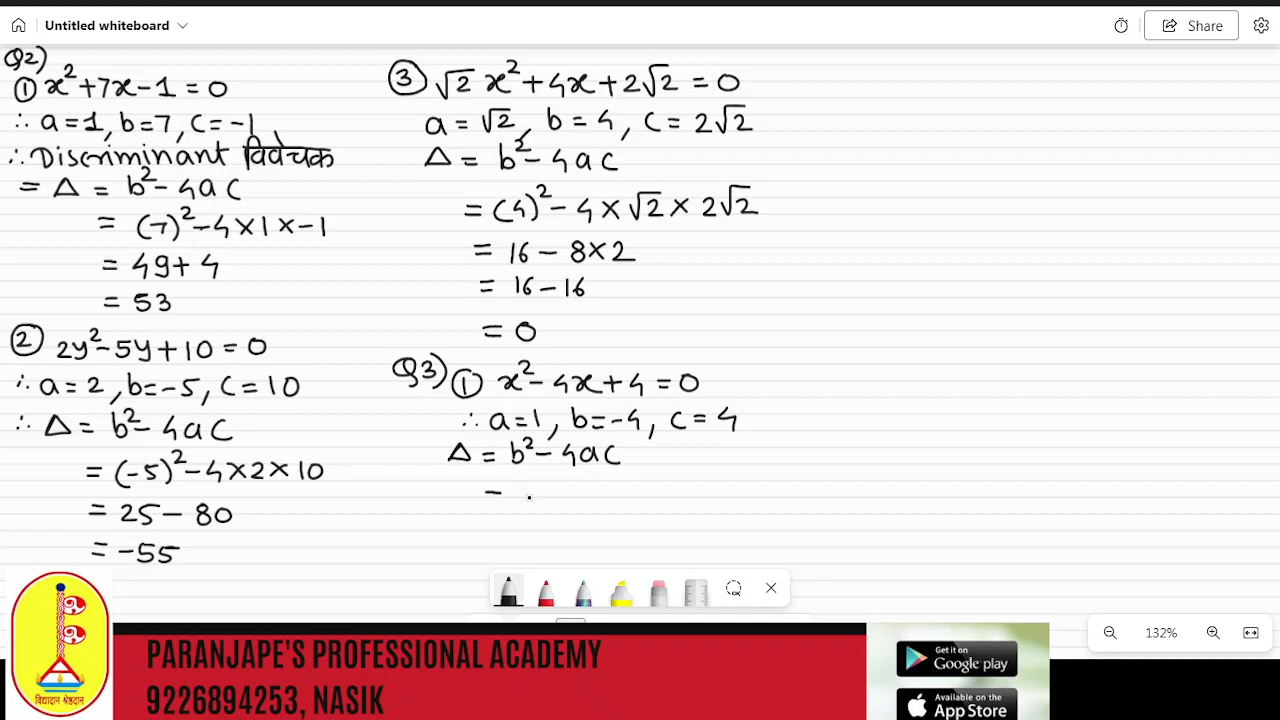 Untitled whiteboard
Share
Q2)
① x²+7x-1=0
∴ a=1, b=7, c=-1
∴ Discriminant विवेचक
= Δ = b²-4ac
= (7)²-4×1×-1
= 49+4
= 53
② 2y²-5y+10=0
∴ a=2, b=-5, c=10
∴ Δ = b²-4ac
= (-5)²-4×2×10
= 25-80
= -55
③ √2 x²+4x+2√2=0
a=√2, b=4, c=2√2
Δ = b²-4ac
= (4)²-4×√2×2√2
= 16-8×2
= 16-16
= 0
Q3) ① x²-4x+4=0
∴ a=1, b=-4, c=4
Δ = b²-4ac
-
132%
विद्यादान श्रेष्ठदान
PARANJAPE'S PROFESSIONAL ACADEMY
9226894253, NASIK
Get it on
Google play
Available on the
App Store